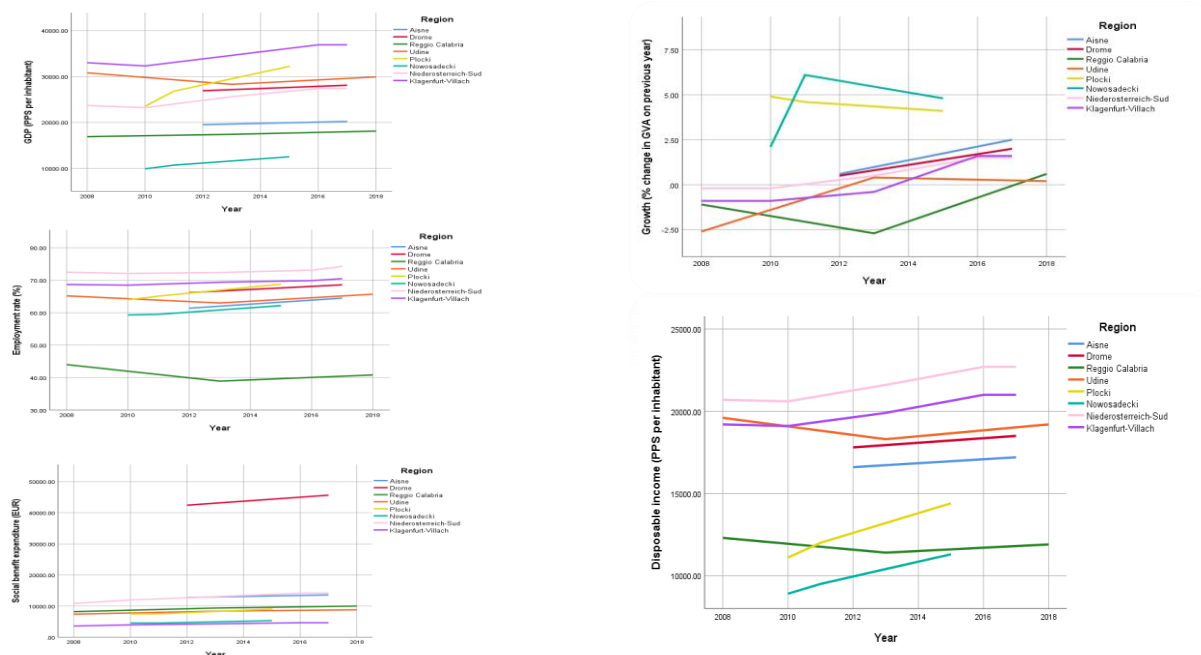 Region
Aisne
Drome
Reggio Calabria
Udine
Plocki
Nowosadecki
Niederosterreich-Sud
Klagenfurt-Villach
40000.00
30000.00
20000.00
10000.00
GDP (PPS per inhabitant)
2008 2010 2012 2014 2016 2018
Year
Region
Aisne
Drome
Reggio Calabria
Udine
Plocki
Nowosadecki
Niederosterreich-Sud
Klagenfurt-Villach
80.00
70.00
60.00
50.00
40.00
30.00
Employment rate (%)
2008 2010 2012 2014 2016 2018
Year
Region
Aisne
Drome
Reggio Calabria
Udine
Plocki
Nowosadecki
Niederosterreich-Sud
Klagenfurt-Villach
50000.00
40000.00
30000.00
20000.00
10000.00
.00
Social benefit expenditure (EUR)
2008 2010 2012 2014 2016 2018
Year
Region
Aisne
Drome
Reggio Calabria
Udine
Plocki
Nowosadecki
Niederosterreich-Sud
Klagenfurt-Villach
7.50
5.00
2.50
.00
-2.50
Growth (% change in GVA on previous year)
2008 2010 2012 2014 2016 2018
Year
Region
Aisne
Drome
Reggio Calabria
Udine
Plocki
Nowosadecki
Niederosterreich-Sud
Klagenfurt-Villach
25000.00
20000.00
15000.00
10000.00
Disposable income (PPS per inhabitant)
2008 2010 2012 2014 2016 2018
Year